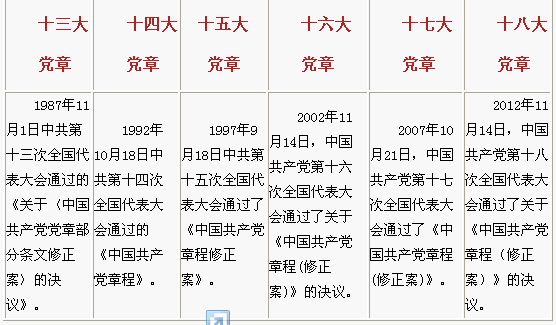 十三大
党章
十四大
党章
十五大
党章
十六大
党章
十七大
党章
十八大
党章
1987年11
月1日中共第
十三次全国代
表大会通过的
《关于〈中国
共产党党章部
分条文修正
案〉的决
议》。
1992年
10月18日中
共第十四次
全国代表大
会通过的
《中国共产
党章程》。
1997年9
月18日中共第
十五次全国代
表大会通过了
《中国共产党
章程修正
案》。
2002年11
月14日，中国
共产党第十六
次全国代表大
会通过了关于
《中国共产党
章程(修正
案)》的决议。
2007年10
月21日，中国
共产党第十七
次全国代表大
会通过了《中
国共产党章程
(修正案)》。
2012年11
月14日，中国
共产党第十八
次全国代表大
会通过了关于
《中国共产党
章程（修正
案）》的决
议。